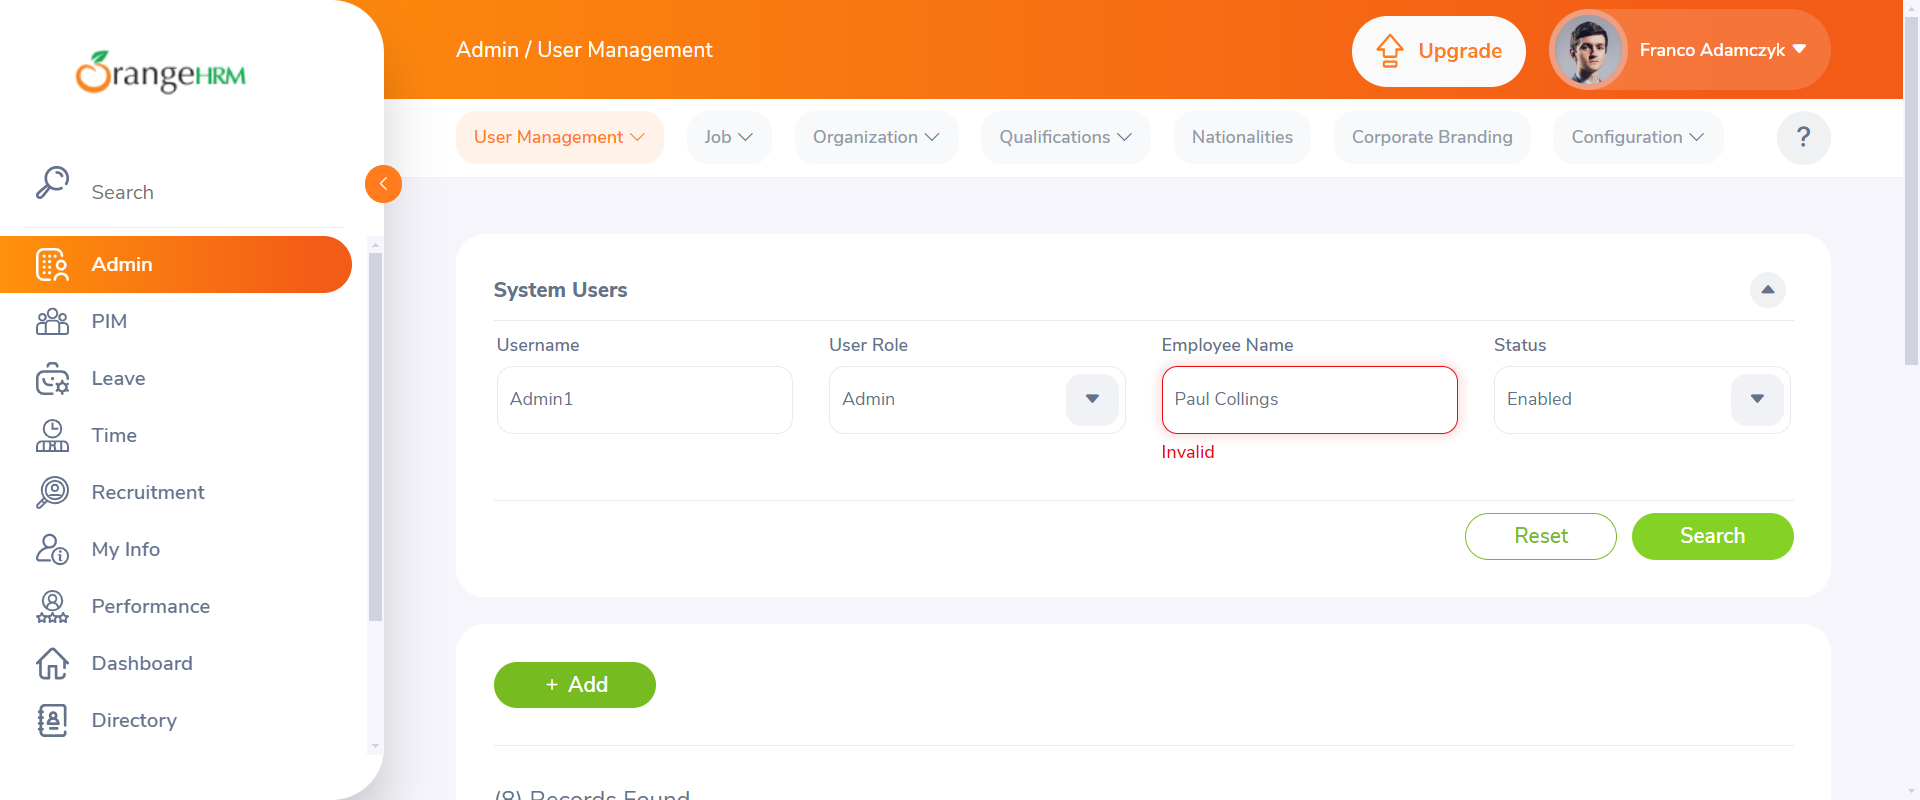 OrangeHRM
Admin / User Management
Upgrade
Franco Adamczyk
User Management
Job
Organization
Qualifications
Nationalities
Corporate Branding
Configuration
?
Search
Admin
PIM
Leave
Time
Recruitment
My Info
Performance
Dashboard
Directory
System Users
Username
User Role
Employee Name
Status
Admin1
Admin
Paul Collings
Enabled
Invalid
Reset
Search
+ Add
(8) Records Found